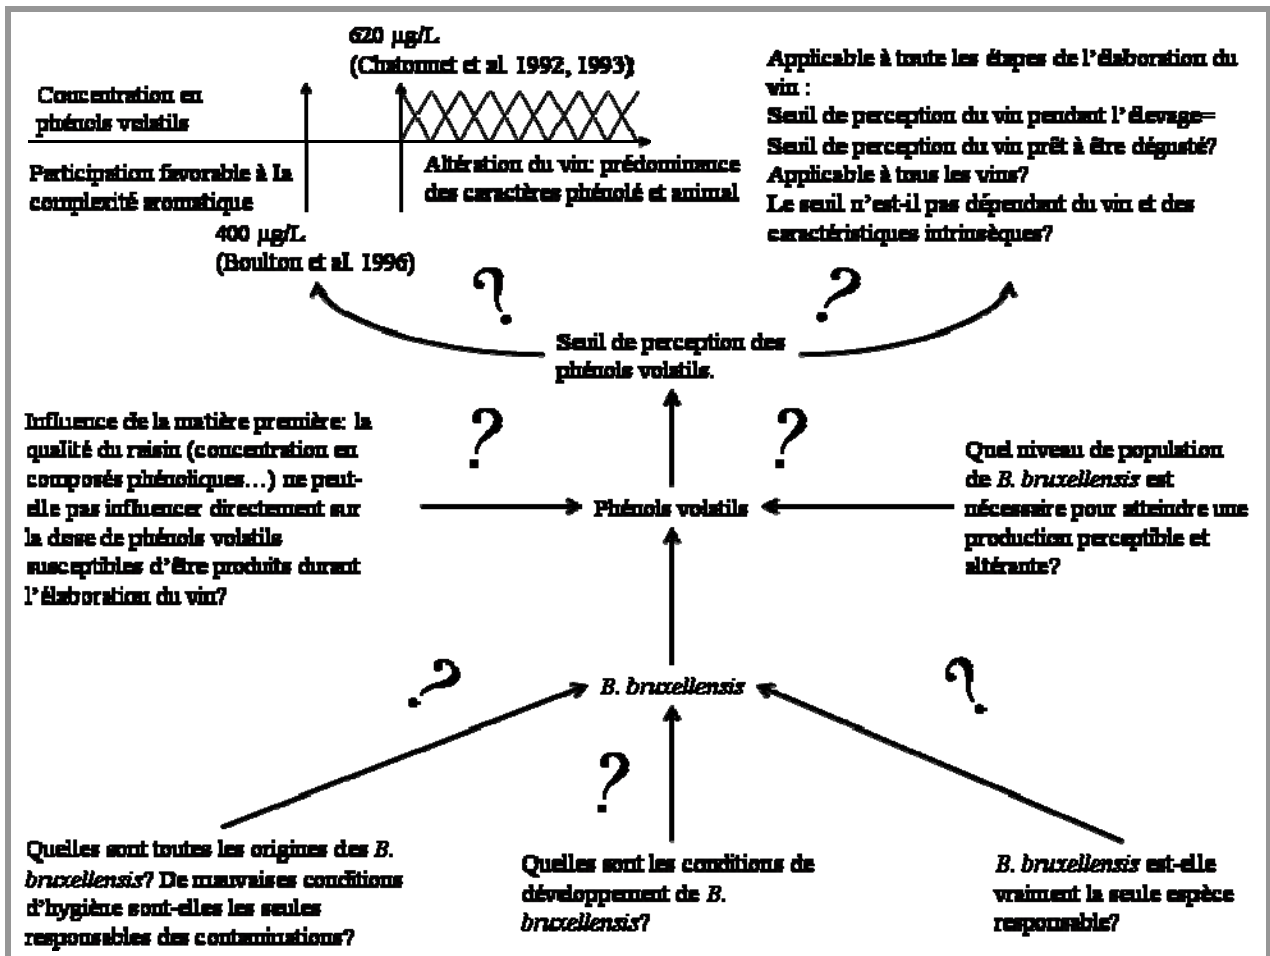 620 µg/L
(Chatonnet et al. 1992, 1993)
Concentration en
phénols volatils
Participation favorable à la
complexité aromatique
Altération du vin: prédominance
des caractères phénolé et animal
400 µg/L
(Boulton et al. 1996)
Applicable à toute les étapes de l'élaboration du
vin :
Seuil de perception du vin pendant l'élevage=
Seuil de perception du vin prêt à être dégusté?
Applicable à tous les vins?
Le seuil n'est-il pas dépendant du vin et des
caractéristiques intrinsèques?
?
?
Seuil de perception des
phénols volatils.
Influence de la matière première: la
qualité du raisin (concentration en
composés phénoliques…) ne peut-
elle pas influencer directement sur
la dose de phénols volatils
susceptibles d'être produits durant
l'élaboration du vin?
?
?
Phénols volatils
Quel niveau de population
de B. bruxellensis est
nécessaire pour atteindre une
production perceptible et
altérante?
?
?
B. bruxellensis
?
Quelles sont toutes les origines des B.
bruxellensis? De mauvaises conditions
d'hygiène sont-elles les seules
responsables des contaminations?
Quelles sont les conditions de
développement de B.
bruxellensis?
B. bruxellensis est-elle
vraiment la seule espèce
responsable?